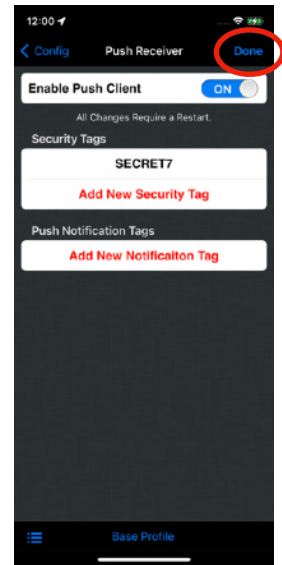 12:00
Config Push Receiver Done
Enable Push Client ON
All Changes Require a Restart.
Security Tags
SECRET7
Add New Security Tag
Push Notification Tags
Add New Notificaiton Tag
Base Profile